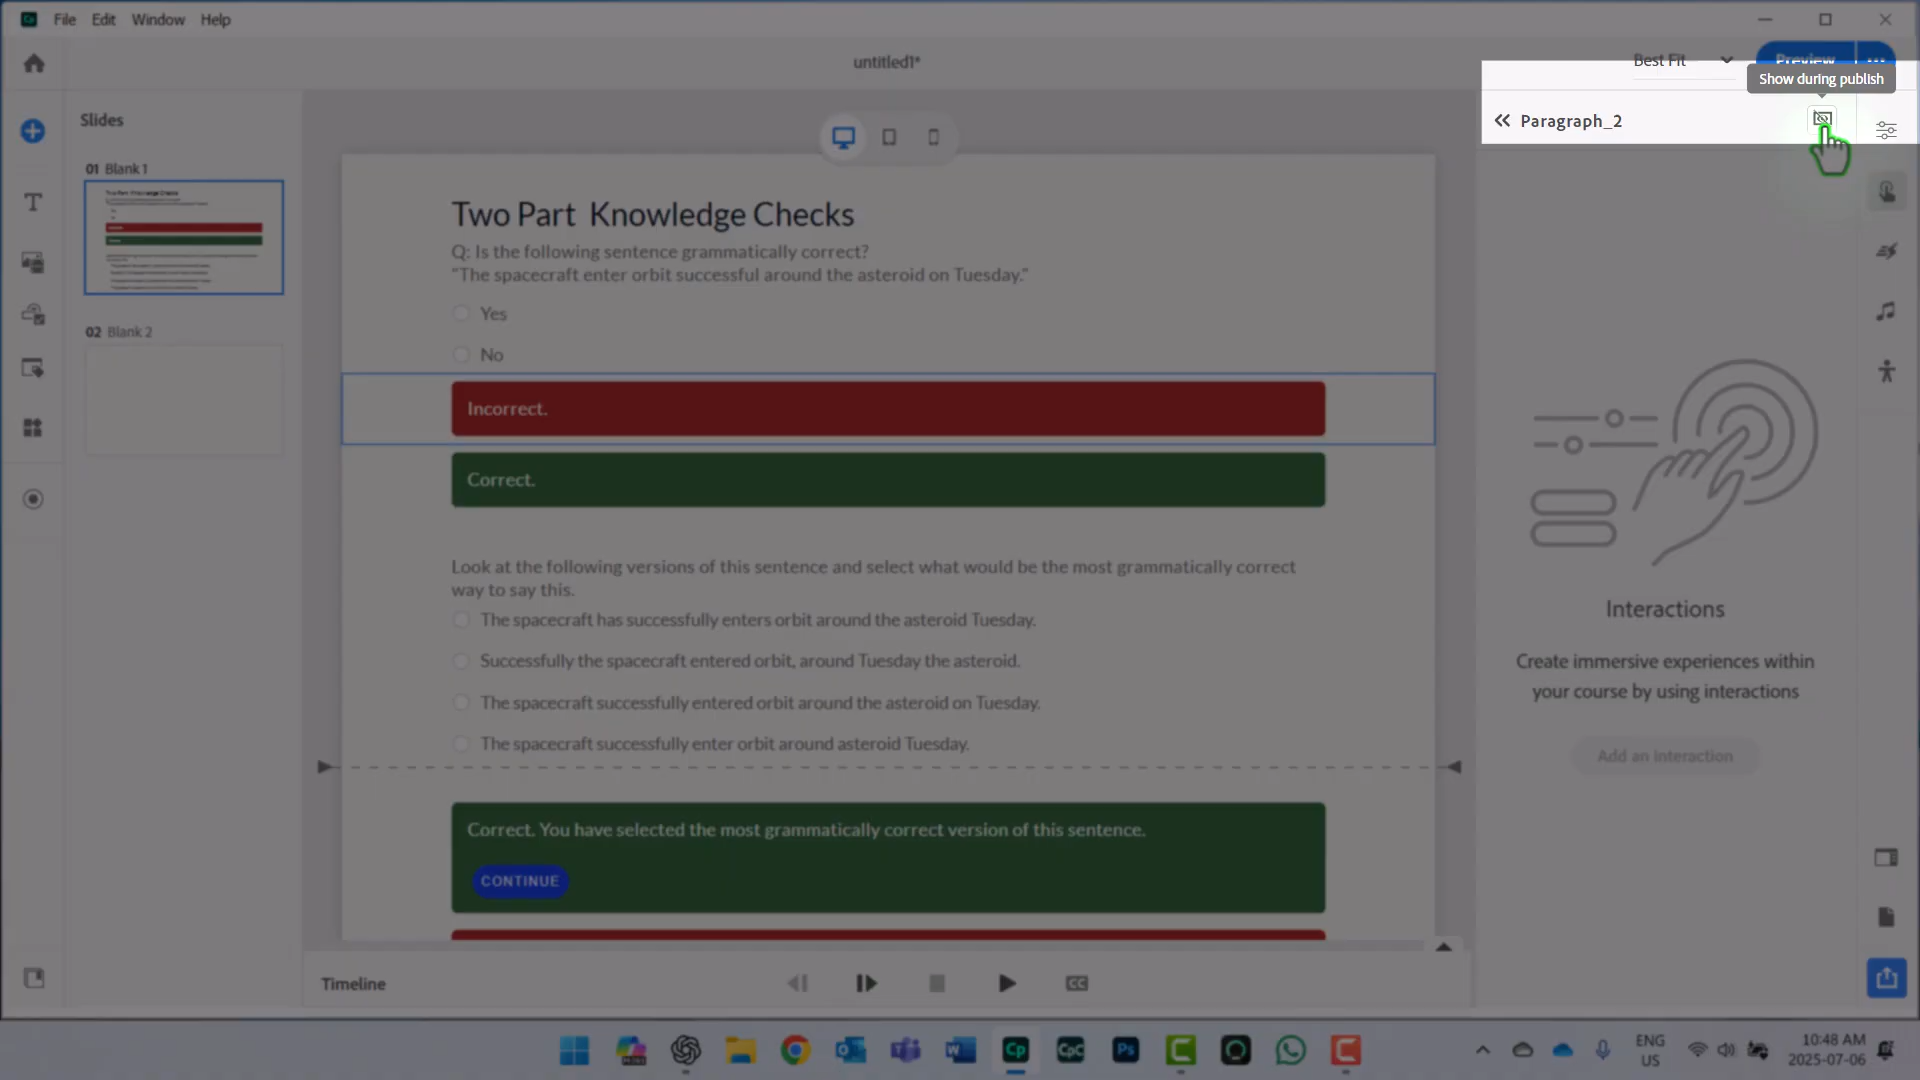 File Edit Window Help
untitled1*
Best Fit
Preview
Show during publish
Paragraph_2
Slides
01 Blank 1
02 Blank 2
Two Part Knowledge Checks
Q: Is the following sentence grammatically correct?
"The spacecraft enter orbit successful around the asteroid on Tuesday."
Yes
No
Incorrect.
Correct.
Look at the following versions of this sentence and select what would be the most grammatically correct
way to say this.
The spacecraft has successfully enters orbit around the asteroid Tuesday.
Successfully the spacecraft entered orbit, around Tuesday the asteroid.
The spacecraft successfully entered orbit around the asteroid on Tuesday.
The spacecraft successfully enter orbit around asteroid Tuesday.
Correct. You have selected the most grammatically correct version of this sentence.
CONTINUE
Interactions
Create immersive experiences within
your course by using interactions
Add an interaction
Timeline
CC
Cp
CpC
Ps
ENG
US
10:48 AM
2025-07-06